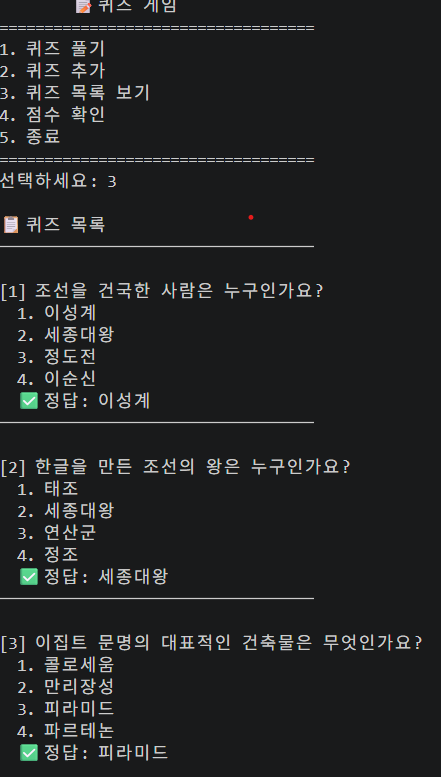 📝 퀴즈 게임
===================================
1. 퀴즈 풀기
2. 퀴즈 추가
3. 퀴즈 목록 보기
4. 점수 확인
5. 종료
===================================
선택하세요: 3
📋 퀴즈 목록
[1] 조선을 건국한 사람은 누구인가요?
1. 이성계
2. 세종대왕
3. 정도전
4. 이순신
✅ 정답: 이성계
[2] 한글을 만든 조선의 왕은 누구인가요?
1. 태조
2. 세종대왕
3. 연산군
4. 정조
✅ 정답: 세종대왕
[3] 이집트 문명의 대표적인 건축물은 무엇인가요?
1. 콜로세움
2. 만리장성
3. 피라미드
4. 파르테논
✅ 정답: 피라미드